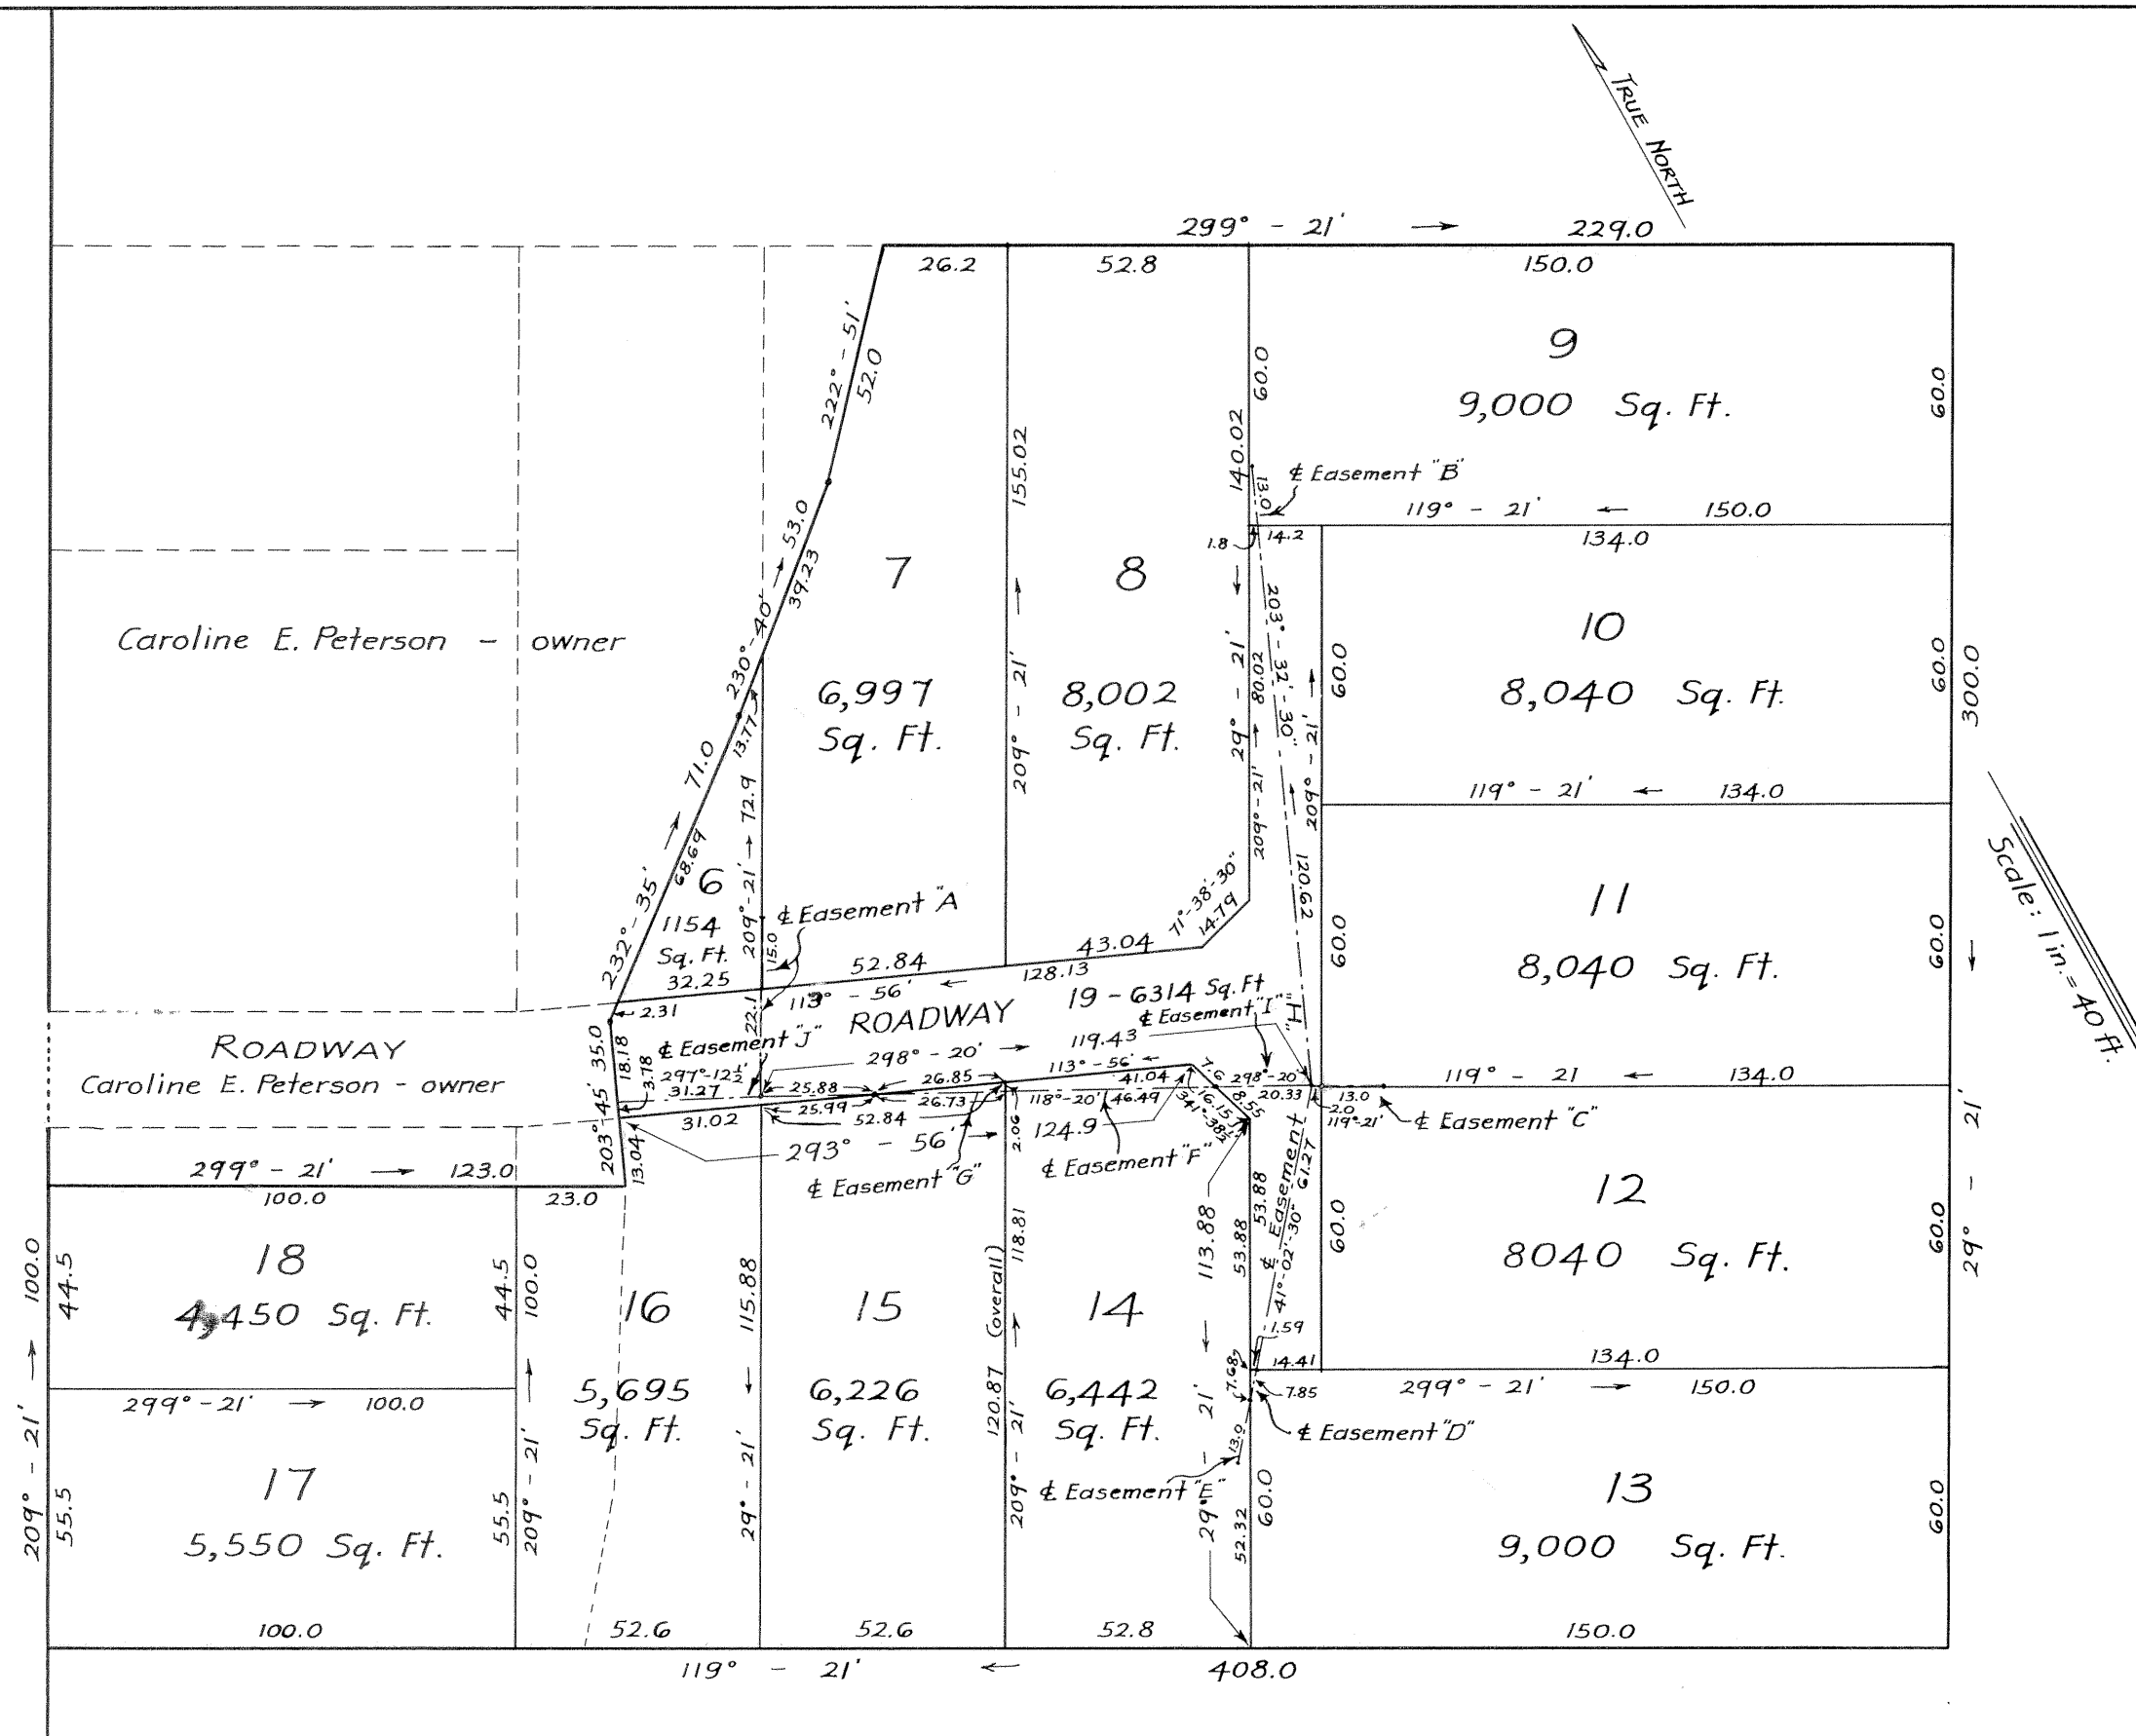 TRUE NORTH
299° - 21' → 229.0
26.2
52.8
150.0
222° - 51'
52.0
9
9,000 Sq. Ft.
60.0
60.0
140.02
155.02
13.0
℄ Easement "B"
119° - 21' ← 150.0
1.8
14.2
134.0
230° - 40' → 53.0
39.23
7
6,997
Sq. Ft.
8
8,002
Sq. Ft.
10
8,040 Sq. Ft.
60.0
60.0
300.0
Caroline E. Peterson - owner
209° - 21' →
29° - 21' ←
209° - 21' → 80.02
203° - 32' - 30" ←
209° - 21' →
120.62
13.77
232° - 35' → 71.0
68.69
209° - 21' → 72.9
119° - 21' ← 134.0
Scale: 1 in. = 40 ft.
6
1154
Sq. Ft.
32.25
15.0
℄ Easement "A
52.84
43.04
71° - 38' - 30"
14.79
128.13
113° - 56' ←
11
8,040 Sq. Ft.
60.0
60.0
2.31
22.1
19 - 6314 Sq. Ft
ROADWAY
℄ Easement "I"
"H"
℄ Easement "J"
119.43
298° - 20' →
ROADWAY
Caroline E. Peterson - owner
203° - 45' 35.0
18.18
3.78
13.04
297° - 12½'
31.27
25.88
26.85
113° - 56' ←
41.04
7.6
298° - 20'
20.33
13.0
119° - 21 ← 134.0
31.02
25.99
52.84
26.73
118° - 20'
46.49
16.15
8.55
341° - 38½'
2.0
119° - 21'
℄ Easement "C"
293° - 56' →
2.06
124.9
℄ Easement "F"
℄ Easement "G"
299° - 21' → 123.0
100.0
23.0
℄ Easement
61.27
41° - 02' - 30"
12
8040 Sq. Ft.
60.0
60.0
29° - 21'
18
4,450 Sq. Ft.
209° - 21' → 100.0
44.5
44.5
100.0
16
5,695
Sq. Ft.
115.88
15
6,226
Sq. Ft.
118.81
120.87 (overall)
14
6,442
Sq. Ft.
113.88
53.88
53.88
1.59
14.41
134.0
7.68
7.85
299° - 21' → 150.0
299° - 21' → 100.0
℄ Easement "D"
13.0
℄ Easement "E"
17
5,550 Sq. Ft.
55.5
55.5
209° - 21' →
29° - 21' ←
209° - 21' →
29° - 21' ←
52.32
60.0
13
9,000 Sq. Ft.
60.0
100.0
52.6
52.6
52.8
150.0
119° - 21' ← 408.0